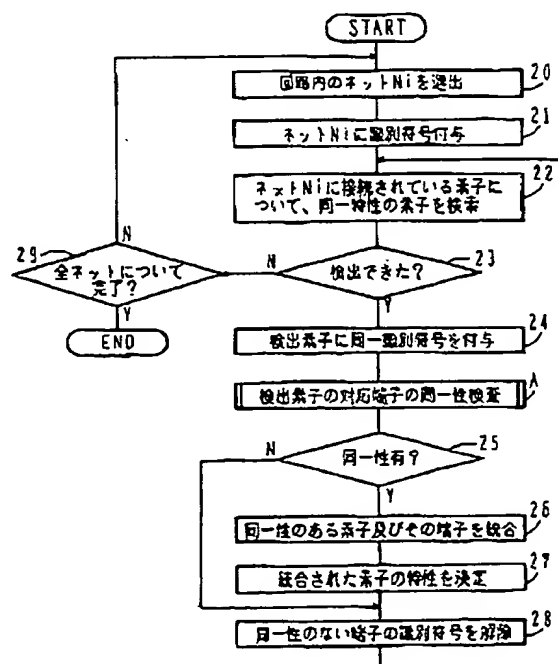 START
20
回路内のネットNiを選出
21
ネットNiに識別符号付与
22
ネットNiに接続されている素子に
ついて、同一特性の素子を検索
23
検出できた?
N
Y
29
全ネットについて
完了?
N
Y
END
24
検出素子に同一識別符号を付与
A
検出素子の対応端子の同一性検査
25
同一性有?
N
Y
26
同一性のある素子及びその端子を統合
27
統合された素子の特性を決定
28
同一性のない端子の識別符号を解除